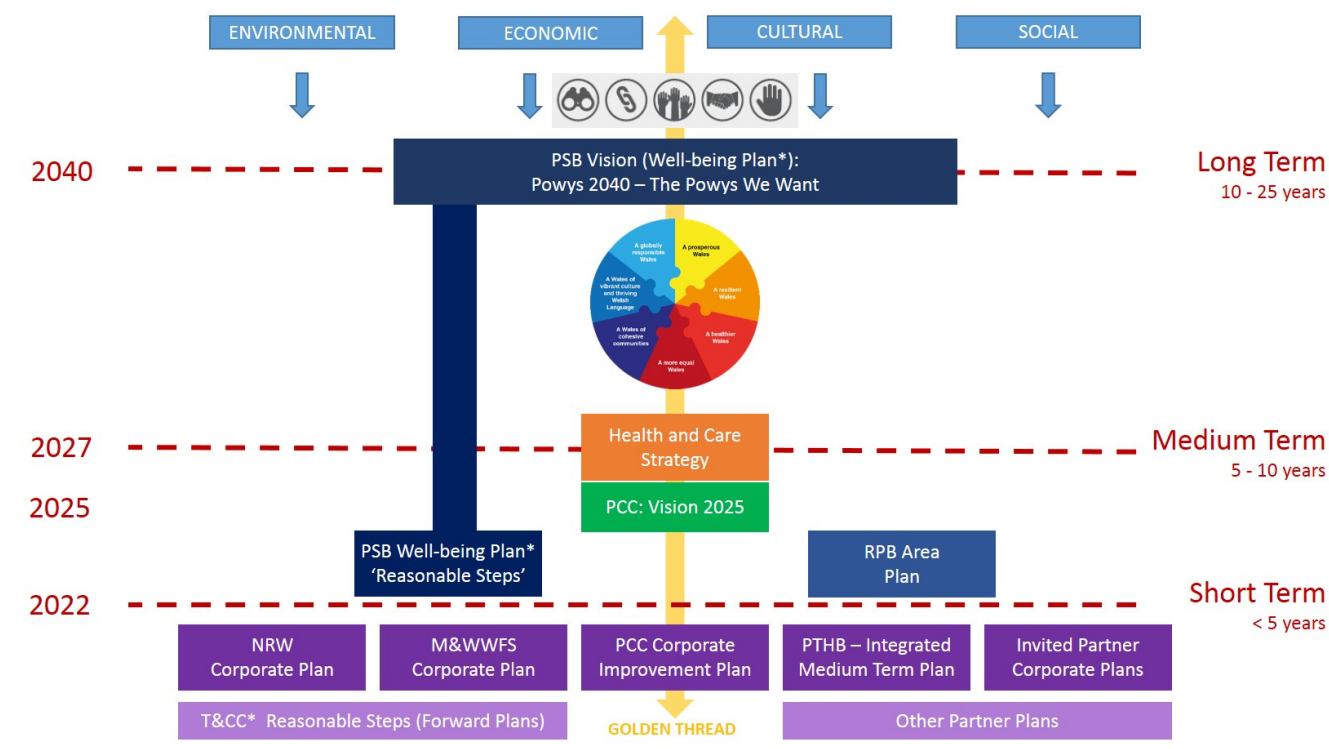 ENVIRONMENTAL
ECONOMIC
CULTURAL
SOCIAL
2040
PSB Vision (Well-being Plan*):
Powys 2040 – The Powys We Want
Long Term
10 - 25 years
A globally
responsible
Wales
A prosperous
Wales
A Wales of
vibrant culture
and thriving
Welsh
Language
A resilient
Wales
A Wales of
cohesive
communities
A healthier
Wales
A more equal
Wales
2027
Health and Care
Strategy
Medium Term
5 - 10 years
2025
PCC: Vision 2025
PSB Well-being Plan*
‘Reasonable Steps’
RPB Area
Plan
2022
Short Term
< 5 years
NRW
Corporate Plan
M&WWFS
Corporate Plan
PCC Corporate
Improvement Plan
PTHB – Integrated
Medium Term Plan
Invited Partner
Corporate Plans
T&CC* Reasonable Steps (Forward Plans)
GOLDEN THREAD
Other Partner Plans